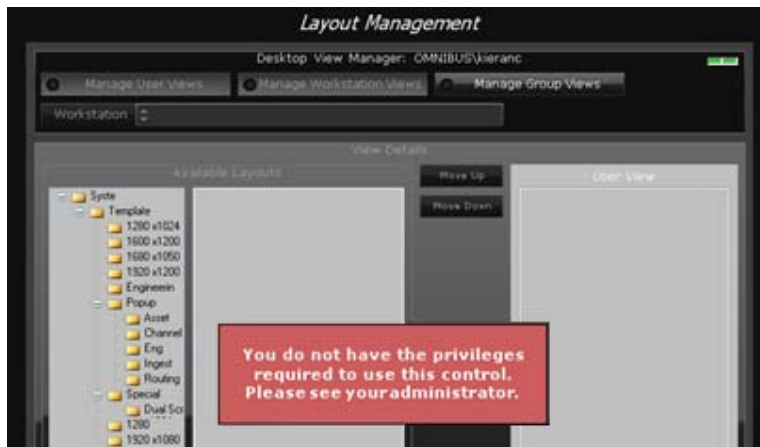 Layout Management
Desktop View Manager: OMNIBUS\kieranc
Manage User Views
Manage Workstation Views
Manage Group Views
Workstation
View Details
Available Layouts
Move Up
User View
Move Down
Syste
Template
1280 x1024
1600 x1200
1680 x1050
1920 x1200
Engineerin
Popup
Asset
Channel
Eng
Ingest
Routing
Special
Dual Scr
1280
1920 x1080
You do not have the privileges
required to use this control.
Please see youradministrator.